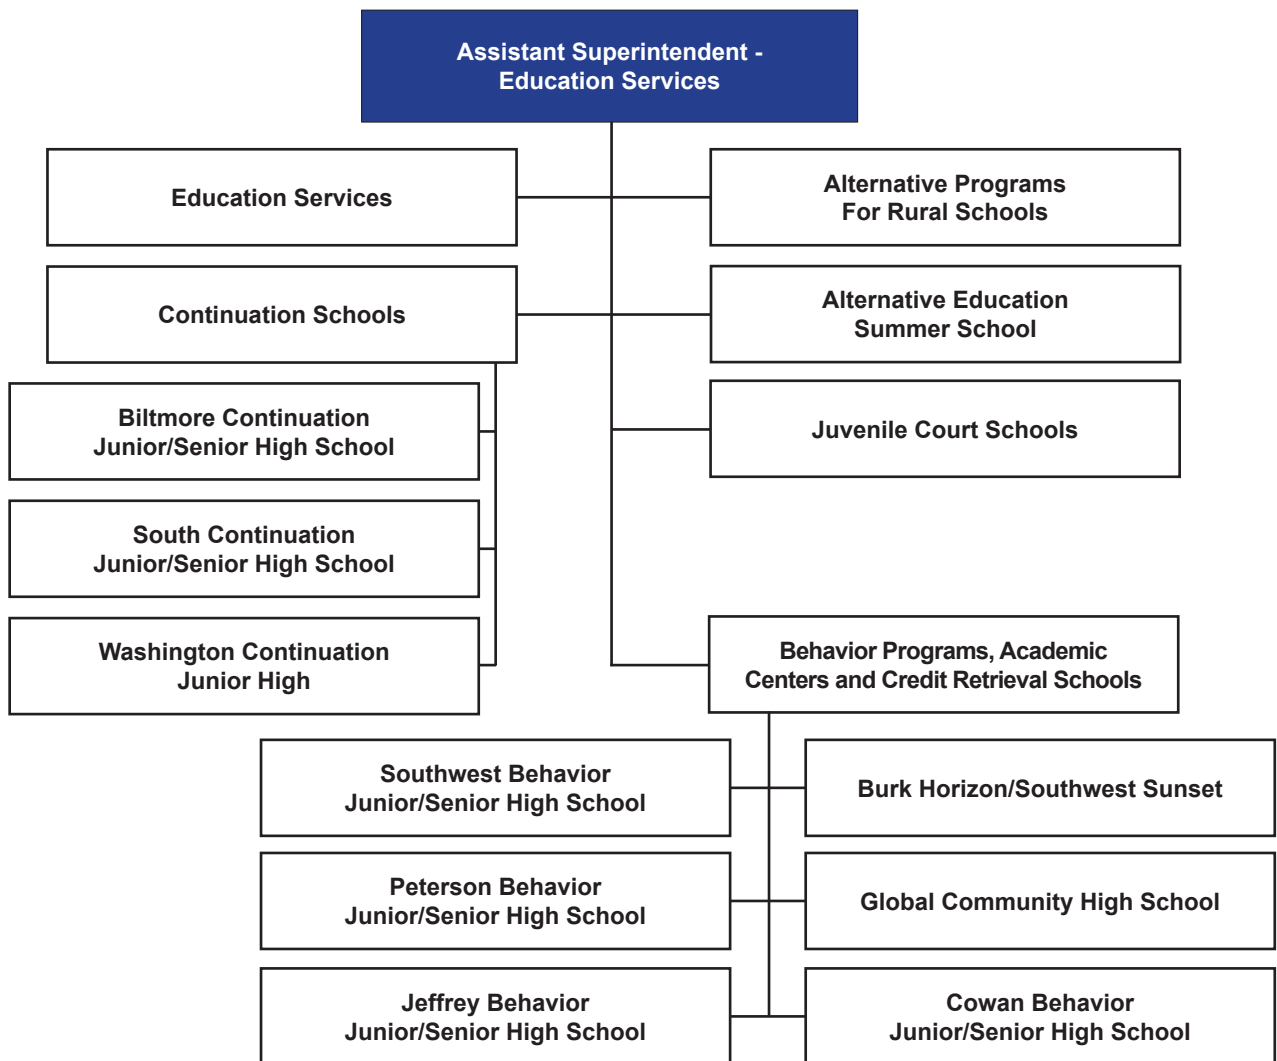 Assistant Superintendent -
Education Services
Education Services
Alternative Programs
For Rural Schools
Continuation Schools
Alternative Education
Summer School
Biltmore Continuation
Junior/Senior High School
Juvenile Court Schools
South Continuation
Junior/Senior High School
Washington Continuation
Junior High
Behavior Programs, Academic
Centers and Credit Retrieval Schools
Southwest Behavior
Junior/Senior High School
Burk Horizon/Southwest Sunset
Peterson Behavior
Junior/Senior High School
Global Community High School
Jeffrey Behavior
Junior/Senior High School
Cowan Behavior
Junior/Senior High School